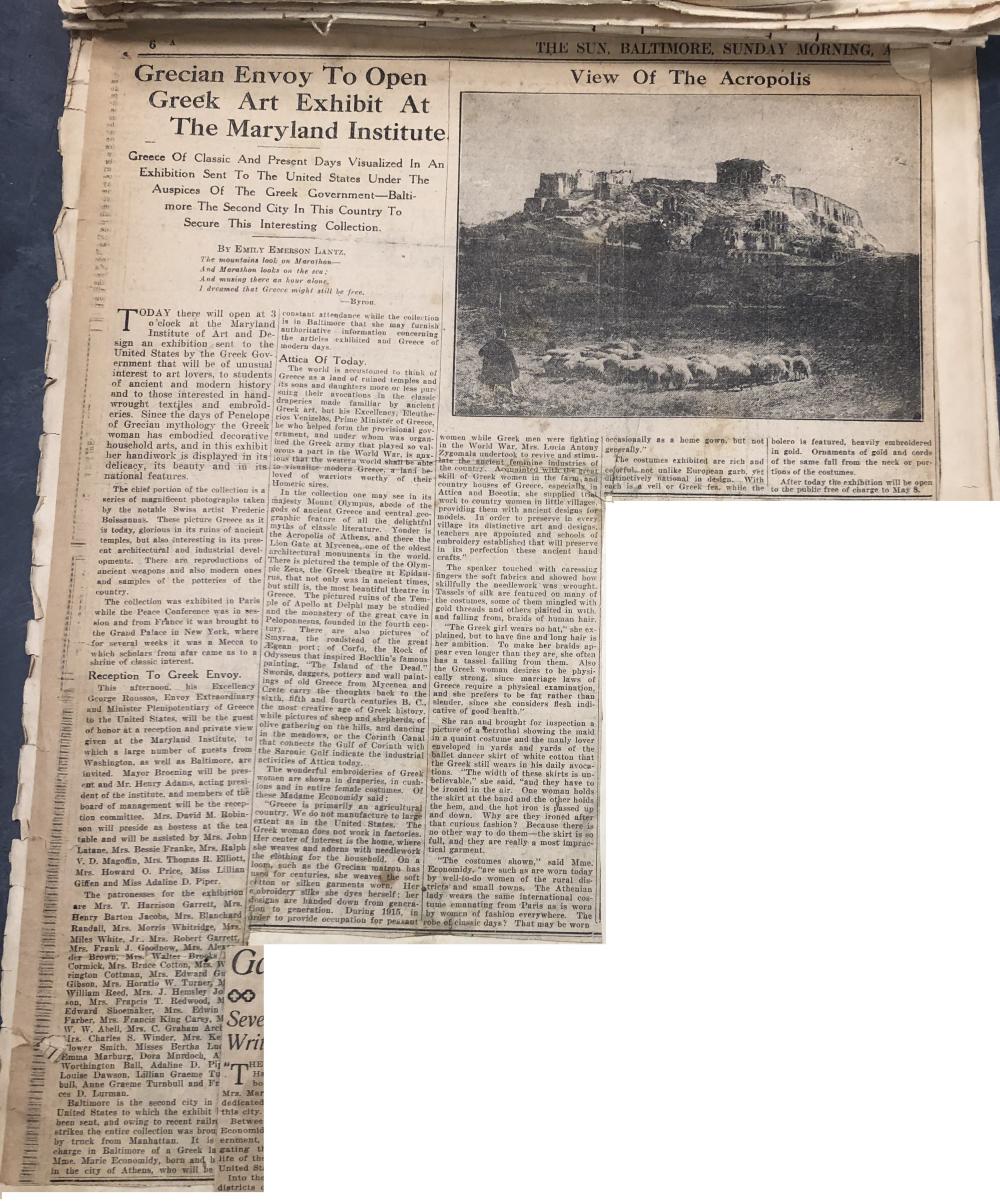 6 A
THE SUN, BALTIMORE, SUNDAY MORNING, A
Grecian Envoy To Open
Greek Art Exhibit At
The Maryland Institute
Greece Of Classic And Present Days Visualized In An
Exhibition Sent To The United States Under The
Auspices Of The Greek Government—Balti-
more The Second City In This Country To
Secure This Interesting Collection.
By Emily Emerson Lantz.
The mountains look on Marathon—
And Marathon looks on the sea;
And musing there an hour alone,
I dreamed that Greece might still be free.
—Byron.
TODAY there will open at 3
o'clock at the Maryland
Institute of Art and De-
sign an exhibition sent to the
United States by the Greek Gov-
ernment that will be of unusual
interest to art lovers, to students
of ancient and modern history
and to those interested in hand-
wrought textiles and embroid-
eries. Since the days of Penelope
of Grecian mythology the Greek
woman has embodied decorative
household arts, and in this exhibit
her handiwork is displayed in its
delicacy, its beauty and in its
national features.
The chief portion of the collection is a
series of magnificent photographs taken
by the notable Swiss artist Frederic
Boissannas. These picture Greece as it
is today, glorious in its ruins of ancient
temples, but also interesting in its pres-
ent architectural and industrial devel-
opments. There are reproductions of
ancient weapons and also modern ones
and samples of the potteries of the
country.
The collection was exhibited in Paris
while the Peace Conference was in ses-
sion and from France it was brought to
the Grand Palace in New York, where
for several weeks it was a Mecca to
which scholars from afar came as to a
shrine of classic interest.
Reception To Greek Envoy.
This afternoon his Excellency
George Roussos, Envoy Extraordinary
and Minister Plenipotentiary of Greece
to the United States, will be the guest
of honor at a reception and private view
given at the Maryland Institute, to
which a large number of guests from
Washington, as well as Baltimore, are
invited. Mayor Broening will be pres-
ent and Mr. Henry Adams, acting presi-
dent of the institute, and members of the
board of management will be the recep-
tion committee. Mrs. David M. Robin-
son will preside as hostess at the tea
table and will be assisted by Mrs. John
Latane, Mrs. Bessie Franke, Mrs. Ralph
V. D. Magoffin, Mrs. Thomas R. Elliott,
Mrs. Howard O. Price, Miss Lillian
Giffen and Miss Adaline D. Piper.
The patronesses for the exhibition
are Mrs. T. Harrison Garrett, Mrs.
Henry Barton Jacobs, Mrs. Blanchard
Randall, Mrs. Morris Whitridge, Mrs.
Miles White, Jr., Mrs. Robert Garrett,
Mrs. Frank J. Goodnow, Mrs. Alex
der Brown, Mrs. Walter Brooks
Cormick, Mrs. Bruce Cotton, Mrs. W
rington Cottman, Mrs. Edward Gu
Gibson, Mrs. Horatio W. Turner, M
William Reed, Mrs. J. Hemsley Jo
son, Mrs. Francis T. Redwood, M
Edward Shoemaker, Mrs. Edwin
Farber, Mrs. Francis King Carey, M
W. W. Abell, Mrs. C. Graham Arch
Mrs. Charles S. Winder, Mrs. Ke
lower Smith, Misses Bertha Lu
Emma Marburg, Dora Murdoch, A
Worthington Ball, Adaline D. Pip
Louise Dawson, Lillian Graeme Tu
bull, Anne Graeme Turnbull and Fr
ces D. Lurman.
Baltimore is the second city in
United States to which the exhibit
been sent, and owing to recent railr
strikes the entire collection was brou
by truck from Manhattan. It is
charge in Baltimore of a Greek la
Mme. Marie Economidy, born and b
in the city of Athens, who will be
constant attendance while the collection
is in Baltimore that she may furnish
authoritative information concerning
the articles exhibited and Greece of
modern days.
Attica Of Today.
The world is accustomed to think of
Greece as a land of ruined temples and
its sons and daughters more or less pur-
suing their avocations in the classic
draperies made familiar by ancient
Greek art, but his Excellency, Eleuthe-
rios Venizelos, Prime Minister of Greece,
he who helped form the provisional gov-
ernment, and under whom was organ-
ized the Greek army that played so val-
orous a part in the World War, is anx-
ious that the western world shall be able
to visualize modern Greece, a land be-
loved of warriors worthy of their
Homeric sires.
In the collection one may see in its
majesty Mount Olympus, abode of the
gods of ancient Greece and central geo-
graphic feature of all the delightful
myths of classic literature. Yonder is
the Acropolis of Athens, and there the
Lion Gate at Mycenea, one of the oldest
architectural monuments in the world.
There is pictured the temple of the Olym-
pic Zeus, the Greek theatre at Epidau-
rus, that not only was in ancient times,
but still is, the most beautiful theatre in
Greece. The pictured ruins of the Tem-
ple of Apollo at Delphi may be studied
and the monastery of the great cave in
Peloponnesus, founded in the fourth cen-
tury. There are also pictures of
Smyrna, the roadstead of the great
Ægean port; of Corfu, the Rock of
Odysseus that inspired Bocklin's famous
painting, "The Island of the Dead."
Swords, daggers, pottery and wall paint-
ings of old Greece from Mycenea and
Crete carry the thoughts back to the
sixth, fifth and fourth centuries B. C.,
the most creative age of Greek history,
while pictures of sheep and shepherds, of
olive gathering on the hills, and dancing
in the meadows, or the Corinth Canal
that connects the Gulf of Corinth with
the Saronic Gulf indicate the industrial
activities of Attica today.
The wonderful embroideries of Greek
women are shown in draperies, in cush-
ions and in entire female costumes. Of
these Madame Economidy said:
"Greece is primarily an agricultural
country. We do not manufacture to large
extent as in the United States. The
Greek woman does not work in factories.
Her center of interest is the home, where
she weaves and adorns with needlework
the clothing for the household. On a
loom, such as the Grecian matron has
used for centuries, she weaves the soft
cotton or silken garments worn. Her
embroidery silks she dyes herself; her
designs are handed down from genera-
tion to generation. During 1915, in
order to provide occupation for peasant
View Of The Acropolis
women while Greek men were fighting
in the World War, Mrs. Lucia Antony
Zygomala undertook to revive and stimu-
late the ancient feminine industries of
the country. Acquainted with the great
skill of Greek women in the farm and
country houses of Greece, especially in
Attica and Boeotia, she supplied
work to country women in little villages,
providing them with ancient designs for
models. In order to preserve in every
village its distinctive art and designs,
teachers are appointed and schools of
embroidery established that will preserve
in its perfection these ancient hand
crafts."
The speaker touched with caressing
fingers the soft fabrics and showed how
skillfully the needlework was wrought.
Tassels of silk are featured on many of
the costumes, some of them mingled with
gold threads and others plaited in with,
and falling from, braids of human hair.
"The Greek girl wears no hat," she ex-
plained, but to have fine and long hair is
her ambition. To make her braids ap-
pear even longer than they are, she often
has a tassel falling from them. Also
the Greek woman desires to be physi-
cally strong, since marriage laws of
Greece require a physical examination,
and she prefers to be fat rather than
slender, since she considers flesh indi-
cative of good health."
She ran and brought for inspection a
picture of a betrothal showing the maid
in a quaint costume and the manly lover
enveloped in yards and yards of the
ballet dancer skirt of white cotton that
the Greek still wears in his daily avoca-
tions. "The width of these skirts is un-
believable," she said, "and they have to
be ironed in the air. One woman holds
the skirt at the band and the other holds
the hem, and the hot iron is passed up
and down. Why are they ironed after
that curious fashion? Because there is
no other way to do them—the skirt is so
full, and they are really a most imprac-
tical garment.
"The costumes shown," said Mme.
Economidy, "are such as are worn today
by well-to-do women of the rural dis-
tricts and small towns. The Athenian
lady wears the same international cos-
tume emanating from Paris as is worn
by women of fashion everywhere. The
robe of classic days? That may be worn
occasionally as a home gown, but not
generally."
The costumes exhibited are rich and
colorful, not unlike European garb, yet
distinctively national in design. With
each is a veil or Greek fez, while the
bolero is featured, heavily embroidered
in gold. Ornaments of gold and cords
of the same fall from the neck or por-
tions of the costumes.
After today the exhibition will be open
to the public free of charge to May 8.
Go
Seve
Writ
"THE
Ha
bo
Mrs. Mar
dedicated
this city.
Betwee
Economid
ernment,
gating th
life of the
United St
Into the
districts o